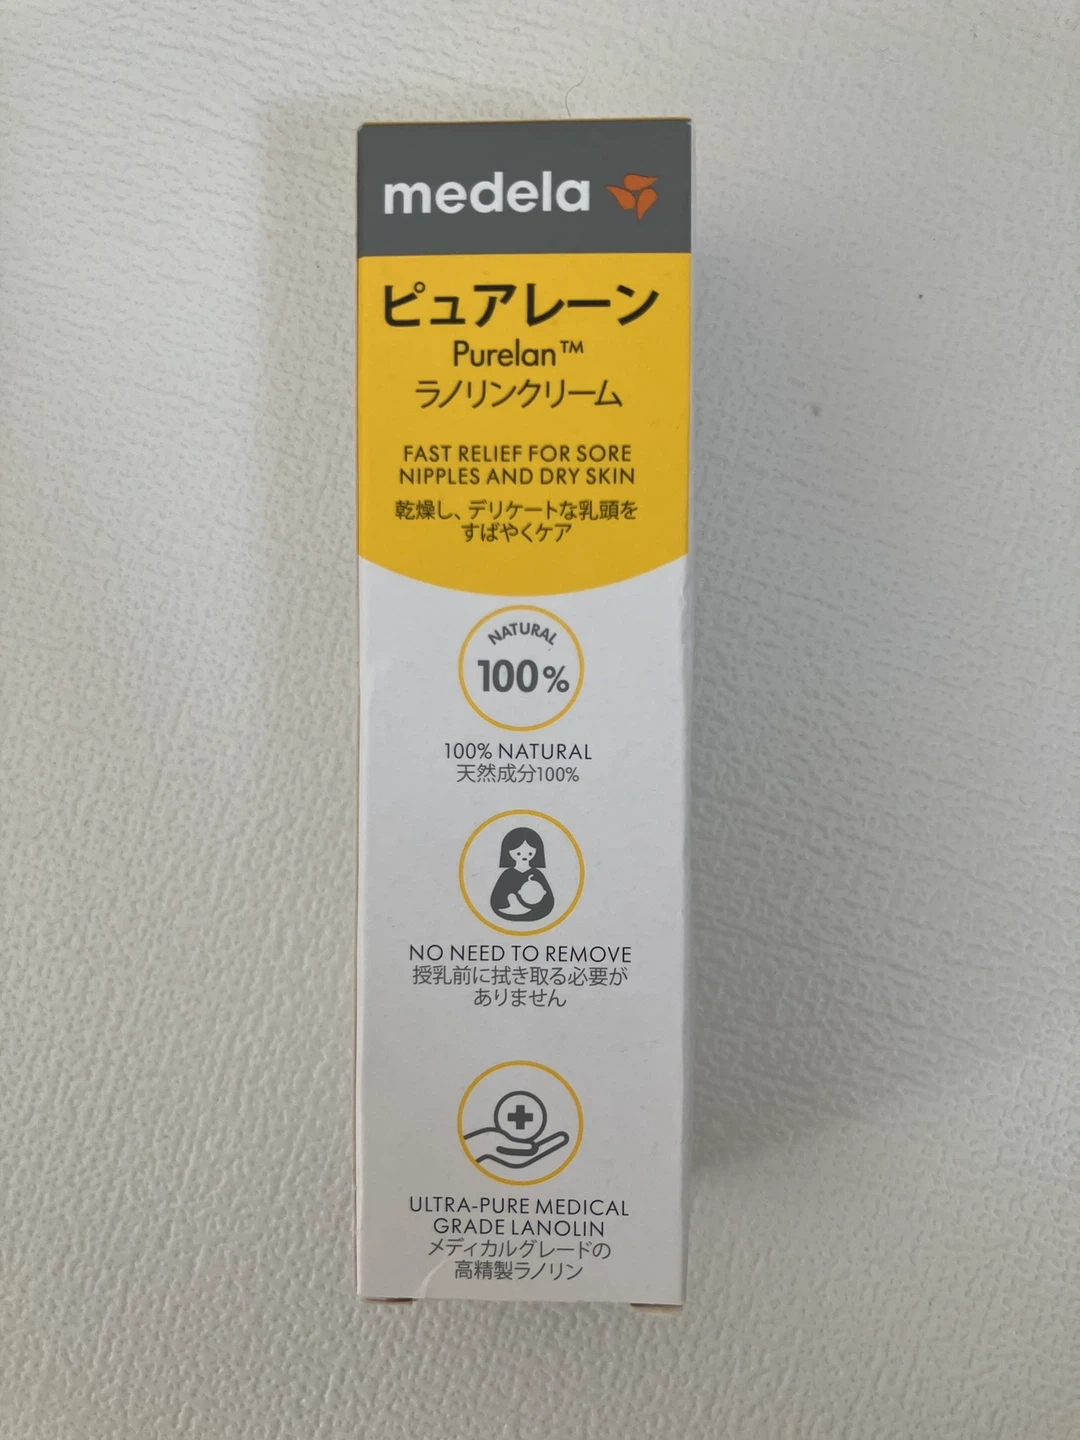 medela
ピュアレーン
Purelan™
ラノリンクリーム
FAST RELIEF FOR SORE
NIPPLES AND DRY SKIN
乾燥し、デリケートな乳頭を
すばやくケア
NATURAL
100%
100% NATURAL
天然成分100%
NO NEED TO REMOVE
授乳前に拭き取る必要が
ありません
ULTRA-PURE MEDICAL
GRADE LANOLIN
メディカルグレードの
高精製ラノリン